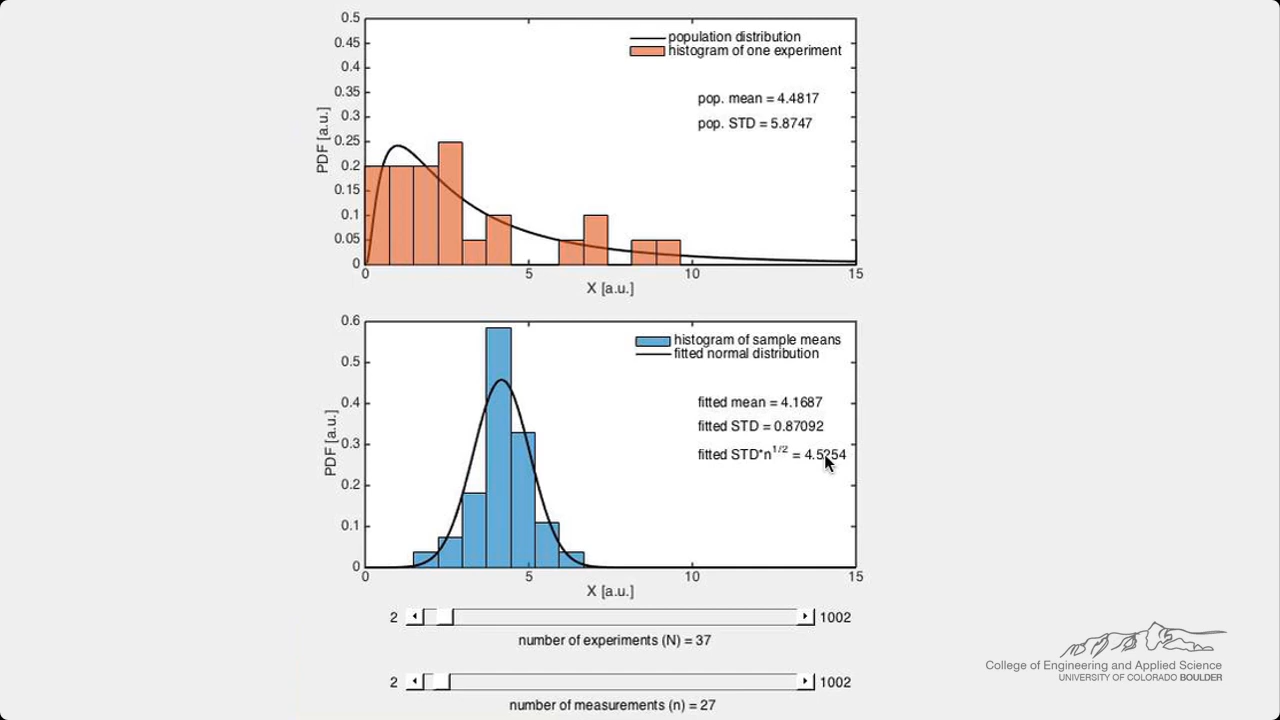 0.5
0.45
0.4
0.35
0.3
0.25
0.2
0.15
0.1
0.05
0
PDF [a.u.]
population distribution
histogram of one experiment
pop. mean = 4.4817
pop. STD = 5.8747
0 5 10 15
X [a.u.]
0.6
0.5
0.4
0.3
0.2
0.1
0
PDF [a.u.]
histogram of sample means
fitted normal distribution
fitted mean = 4.1687
fitted STD = 0.87092
fitted STD*n^1/2 = 4.5254
0 5 10 15
X [a.u.]
2 1002
number of experiments (N) = 37
2 1002
number of measurements (n) = 27
College of Engineering and Applied Science
UNIVERSITY OF COLORADO BOULDER